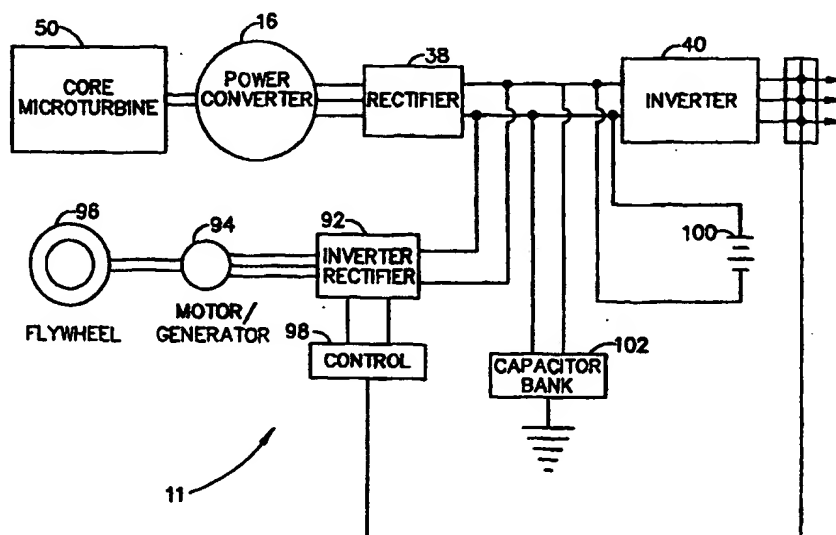 50
16
38
40
CORE
MICROTURBINE
POWER
CONVERTER
RECTIFIER
INVERTER
96
94
92
100
INVERTER
RECTIFIER
FLYWHEEL
MOTOR/
GENERATOR
98
CONTROL
102
CAPACITOR
BANK
11